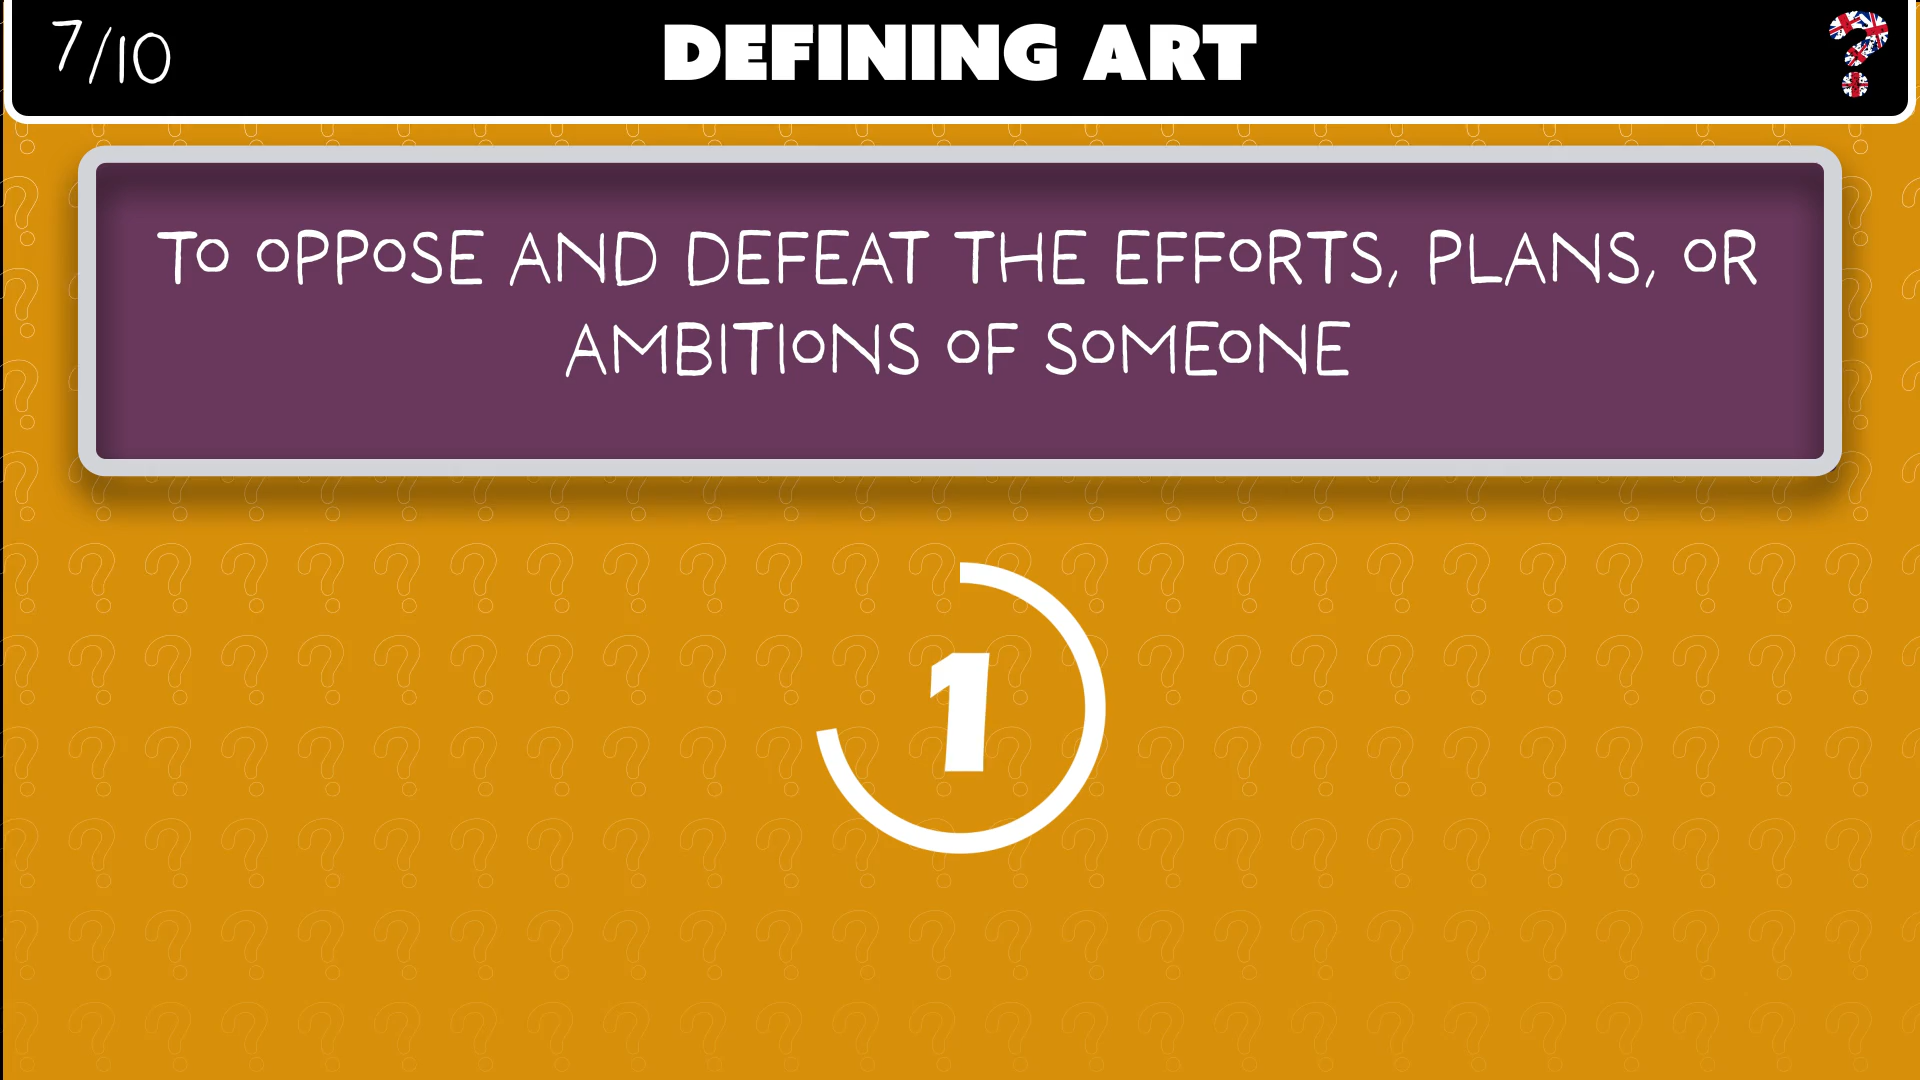 7/10
DEFINING ART
TO OPPOSE AND DEFEAT THE EFFORTS, PLANS, OR
AMBITIONS OF SOMEONE
1